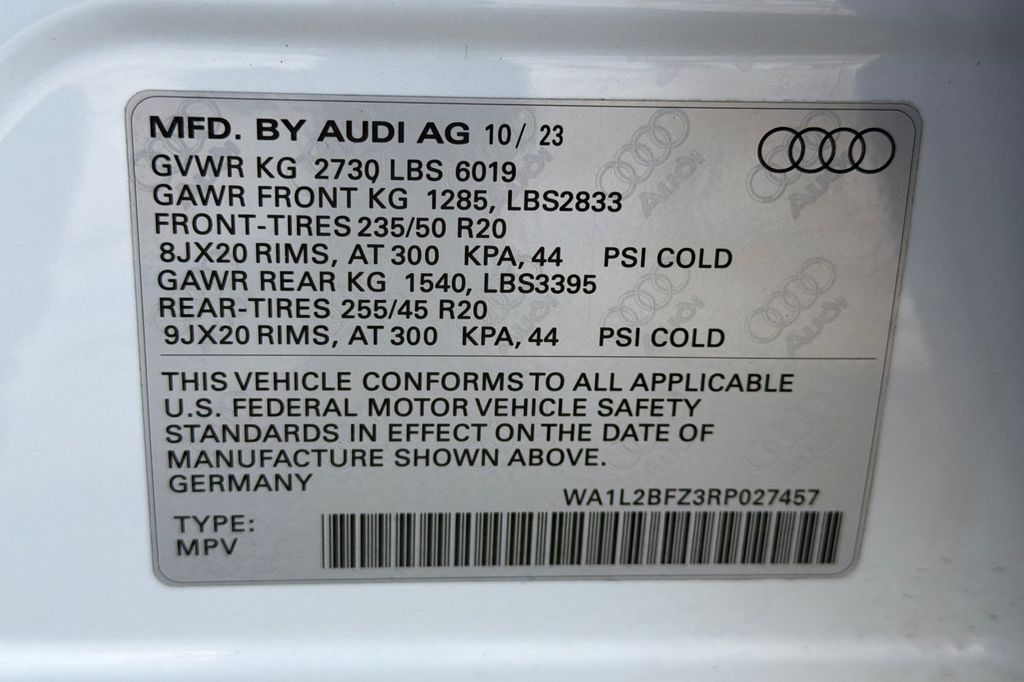 MFD. BY AUDI AG 10/ 23
GVWR KG 2730 LBS 6019
GAWR FRONT KG 1285, LBS2833
FRONT-TIRES 235/50 R20
8JX20 RIMS, AT 300 KPA, 44 PSI COLD
GAWR REAR KG 1540, LBS3395
REAR-TIRES 255/45 R20
9JX20 RIMS, AT 300 KPA, 44 PSI COLD
THIS VEHICLE CONFORMS TO ALL APPLICABLE
U.S. FEDERAL MOTOR VEHICLE SAFETY
STANDARDS IN EFFECT ON THE DATE OF
MANUFACTURE SHOWN ABOVE.
GERMANY
WA1L2BFZ3RP027457
TYPE:
MPV